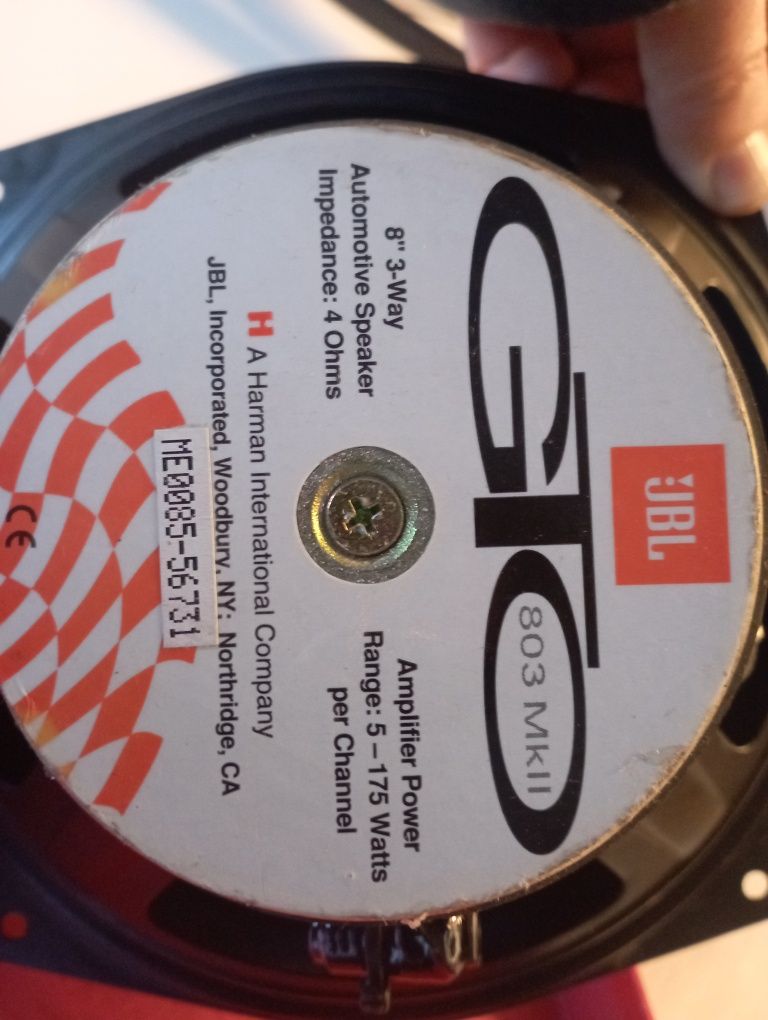 JBL
GTO
803 MkII
8" 3-Way
Automotive Speaker
Impedance: 4 Ohms
Amplifier Power
Range: 5 – 175 Watts
per Channel
H A Harman International Company
JBL, Incorporated, Woodbury, NY; Northridge, CA
ME0085-56731
CE